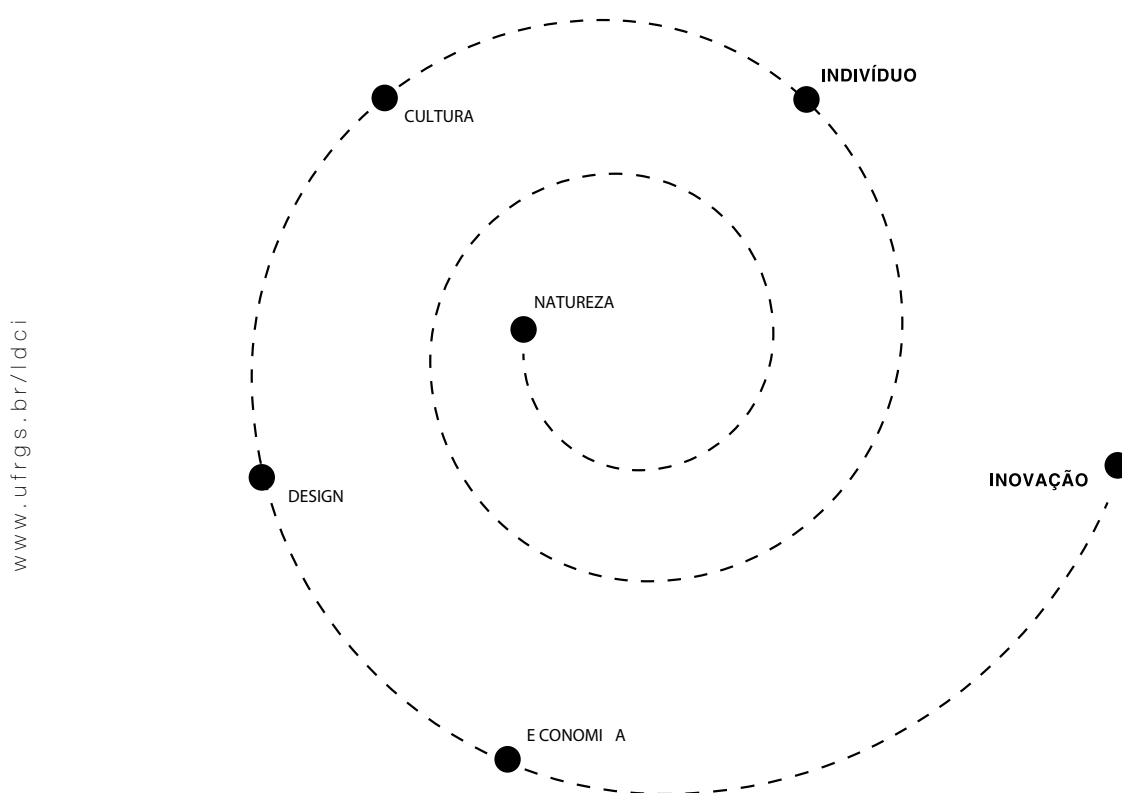 INDIVÍDUO
CULTURA
NATUREZA
INOVAÇÃO
DESIGN
E CONOMI A
www.ufrgs.br/ldci